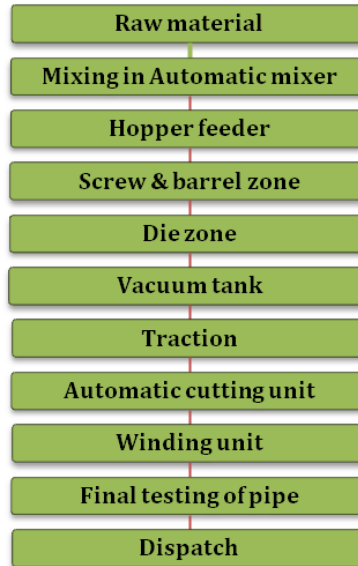 Raw material
Mixing in Automatic mixer
Hopper feeder
Screw & barrel zone
Die zone
Vacuum tank
Traction
Automatic cutting unit
Winding unit
Final testing of pipe
Dispatch